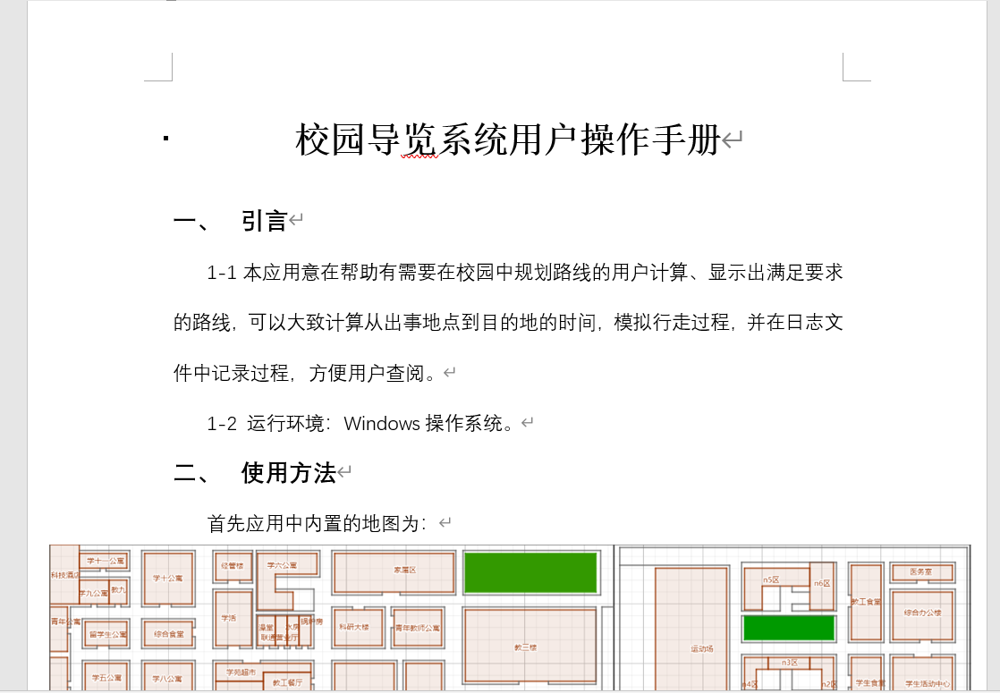 校园导览系统用户操作手册
一、 引言
1-1 本应用意在帮助有需要在校园中规划路线的用户计算、显示出满足要求
的路线，可以大致计算从出事地点到目的地的时间，模拟行走过程，并在日志文
件中记录过程，方便用户查阅。
1-2 运行环境：Windows 操作系统。
二、 使用方法
首先应用中内置的地图为：
学十一公寓
科技酒店
学九公寓
教九
学十公寓
经管楼
学六公寓
家属区
n5区
n6区
医务室
教工食堂
综合办公楼
青年公寓
留学生公寓
综合食堂
学活
澡堂
水房
锅炉房
联通营业厅
科研大楼
青年教师公寓
教三楼
运动场
学五公寓
学八公寓
学苑超市
教工餐厅
n3区
n4区
n2区
学生食堂
学生活动中心